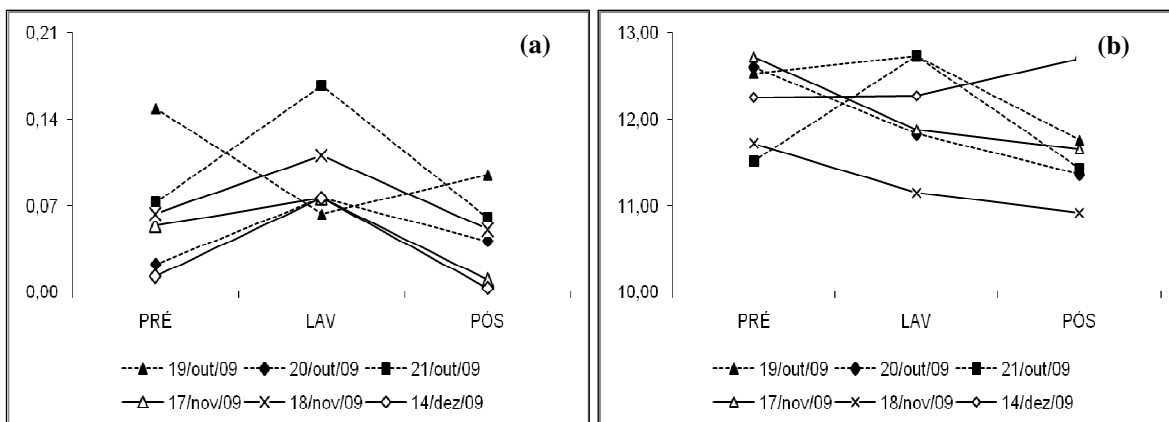 (a)
0,21
0,14
0,07
0,00
PRÉ LAV PÓS
19/out/09 20/out/09 21/out/09
17/nov/09 18/nov/09 14/dez/09
(b)
13,00
12,00
11,00
10,00
PRÉ LAV PÓS
19/out/09 20/out/09 21/out/09
17/nov/09 18/nov/09 14/dez/09